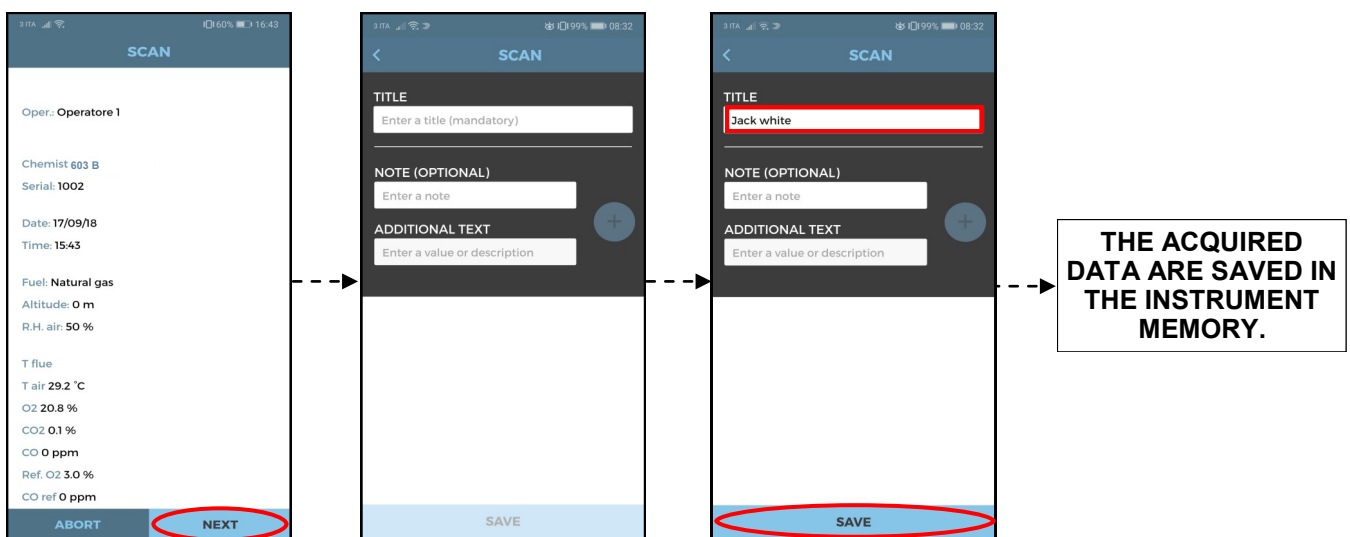 3 ITA 60% 16:43
SCAN
Oper.: Operatore 1
Chemist 603 B
Serial: 1002
Date: 17/09/18
Time: 15:43
Fuel: Natural gas
Altitude: 0 m
R.H. air: 50 %
T flue
T air 29.2 °C
O2 20.8 %
CO2 0.1 %
CO 0 ppm
Ref. O2 3.0 %
CO ref 0 ppm
ABORT NEXT
3 ITA 99% 08:32
< SCAN
TITLE
Enter a title (mandatory)
NOTE (OPTIONAL)
Enter a note
+
ADDITIONAL TEXT
Enter a value or description
SAVE
3 ITA 99% 08:32
< SCAN
TITLE
Jack white
NOTE (OPTIONAL)
Enter a note
+
ADDITIONAL TEXT
Enter a value or description
SAVE
THE ACQUIRED
DATA ARE SAVED IN
THE INSTRUMENT
MEMORY.